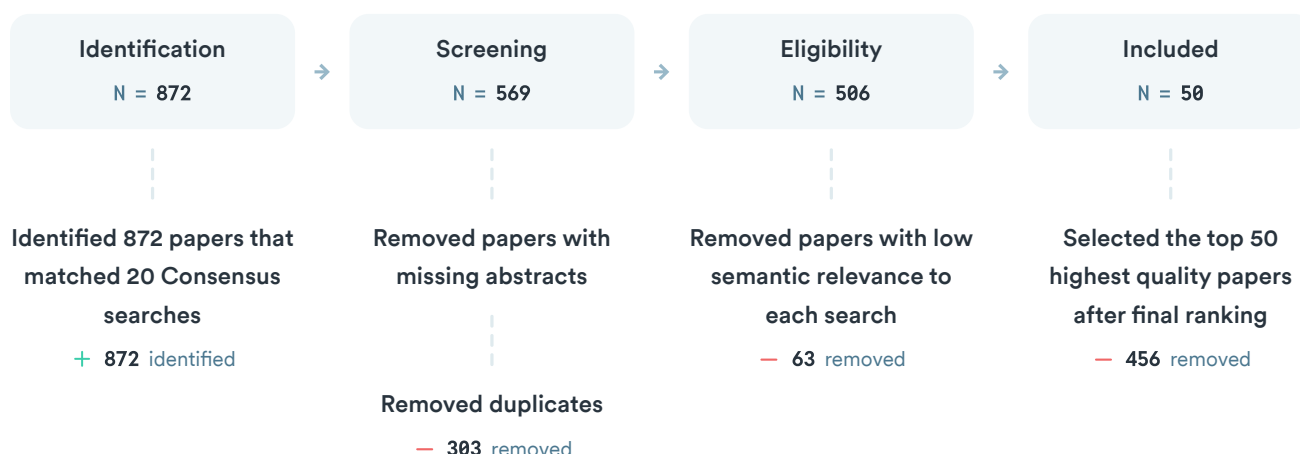 Identification
N = 872
Screening
N = 569
Eligibility
N = 506
Included
N = 50
Identified 872 papers that
matched 20 Consensus
searches
+ 872 identified
Removed papers with
missing abstracts
Removed duplicates
— 303 removed
Removed papers with low
semantic relevance to
each search
— 63 removed
Selected the top 50
highest quality papers
after final ranking
— 456 removed